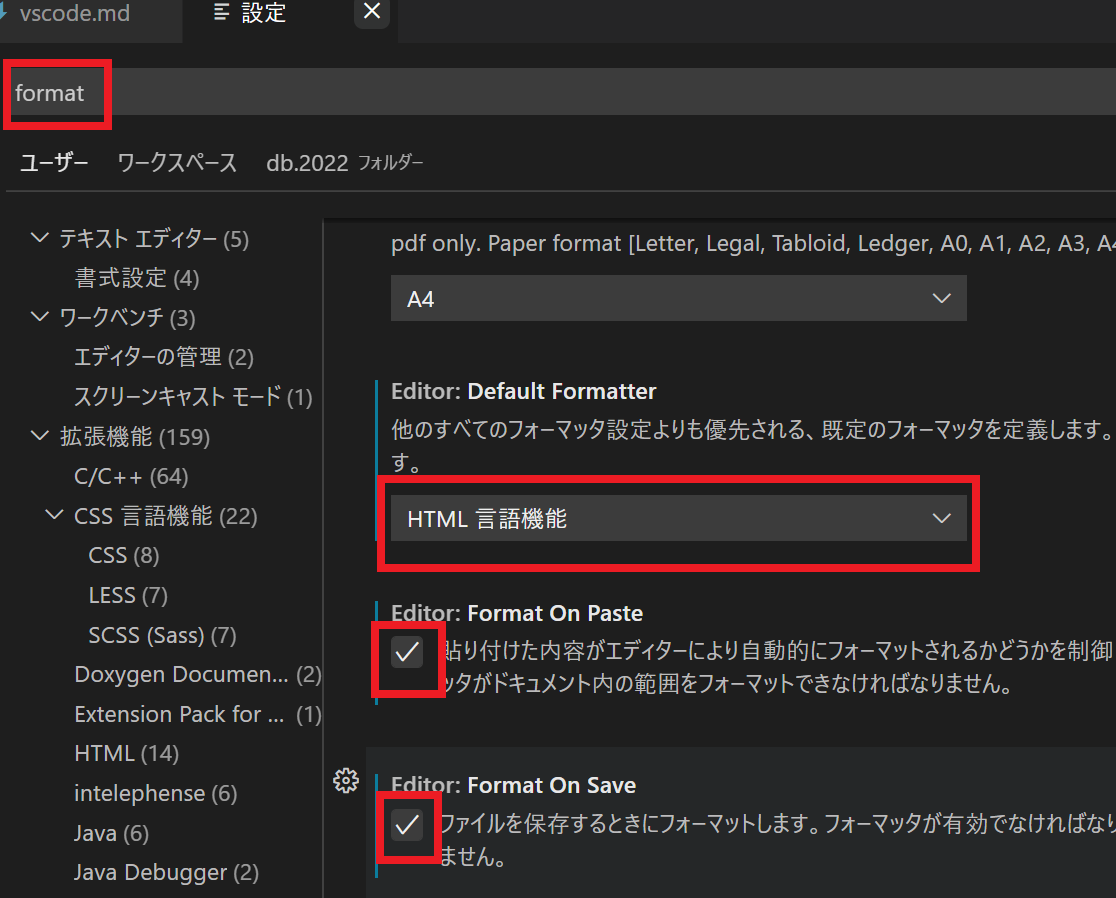 vscode.md
設定
format
ユーザー ワークスペース db.2022 フォルダー
テキスト エディター (5)
書式設定 (4)
ワークベンチ (3)
エディターの管理 (2)
スクリーンキャスト モード (1)
拡張機能 (159)
C/C++ (64)
CSS 言語機能 (22)
CSS (8)
LESS (7)
SCSS (Sass) (7)
Doxygen Documen... (2)
Extension Pack for ... (1)
HTML (14)
intelephense (6)
Java (6)
Java Debugger (2)
pdf only. Paper format [Letter, Legal, Tabloid, Ledger, A0, A1, A2, A3, A4
A4
Editor: Default Formatter
他のすべてのフォーマッタ設定よりも優先される、既定のフォーマッタを定義します。
す。
HTML 言語機能
Editor: Format On Paste
貼り付けた内容がエディターにより自動的にフォーマットされるかどうかを制御
ッタがドキュメント内の範囲をフォーマットできなければなりません。
Editor: Format On Save
ファイルを保存するときにフォーマットします。フォーマッタが有効でなければなり
ません。